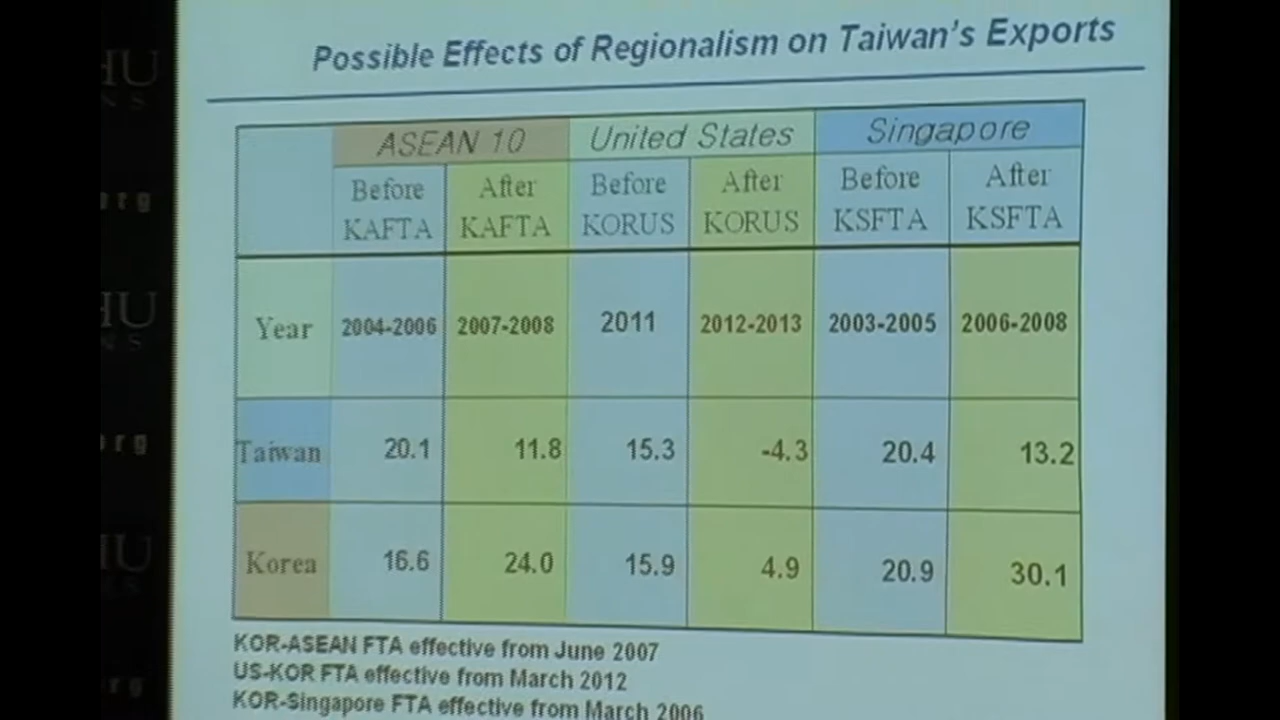 Possible Effects of Regionalism on Taiwan's Exports
ASEAN 10 United States Singapore
Before KAFTA After KAFTA Before KORUS After KORUS Before KSFTA After KSFTA
Year 2004-2006 2007-2008 2011 2012-2013 2003-2005 2006-2008
Taiwan 20.1 11.8 15.3 -4.3 20.4 13.2
Korea 16.6 24.0 15.9 4.9 20.9 30.1
KOR-ASEAN FTA effective from June 2007
US-KOR FTA effective from March 2012
KOR-Singapore FTA effective from March 2006